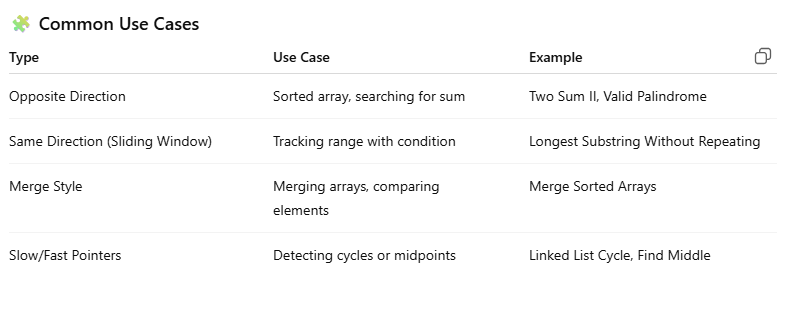 🧩 Common Use Cases
Type Use Case Example
Opposite Direction Sorted array, searching for sum Two Sum II, Valid Palindrome
Same Direction (Sliding Window) Tracking range with condition Longest Substring Without Repeating
Merge Style Merging arrays, comparing Merge Sorted Arrays
elements
Slow/Fast Pointers Detecting cycles or midpoints Linked List Cycle, Find Middle